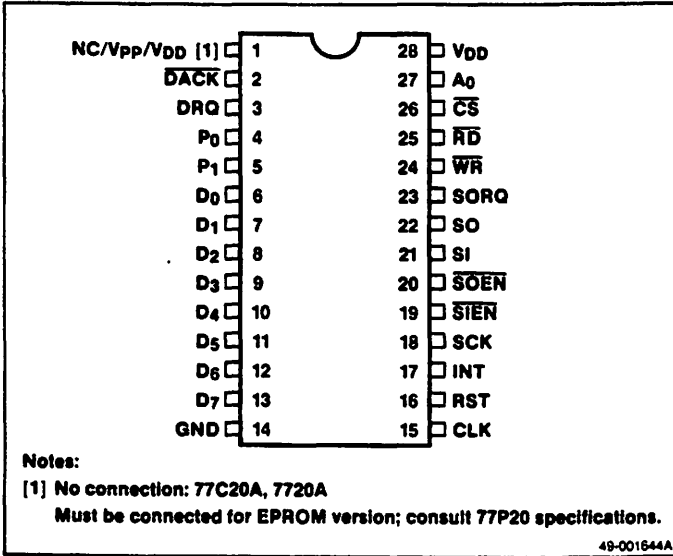 NC/VPP/VDD [1] 1 28 VDD
DACK 2 27 A0
DRQ 3 26 CS
P0 4 25 RD
P1 5 24 WR
D0 6 23 SORQ
D1 7 22 SO
D2 8 21 SI
D3 9 20 SOEN
D4 10 19 SIEN
D5 11 18 SCK
D6 12 17 INT
D7 13 16 RST
GND 14 15 CLK
Notes:
[1] No connection: 77C20A, 7720A
Must be connected for EPROM version; consult 77P20 specifications.
49-001644A